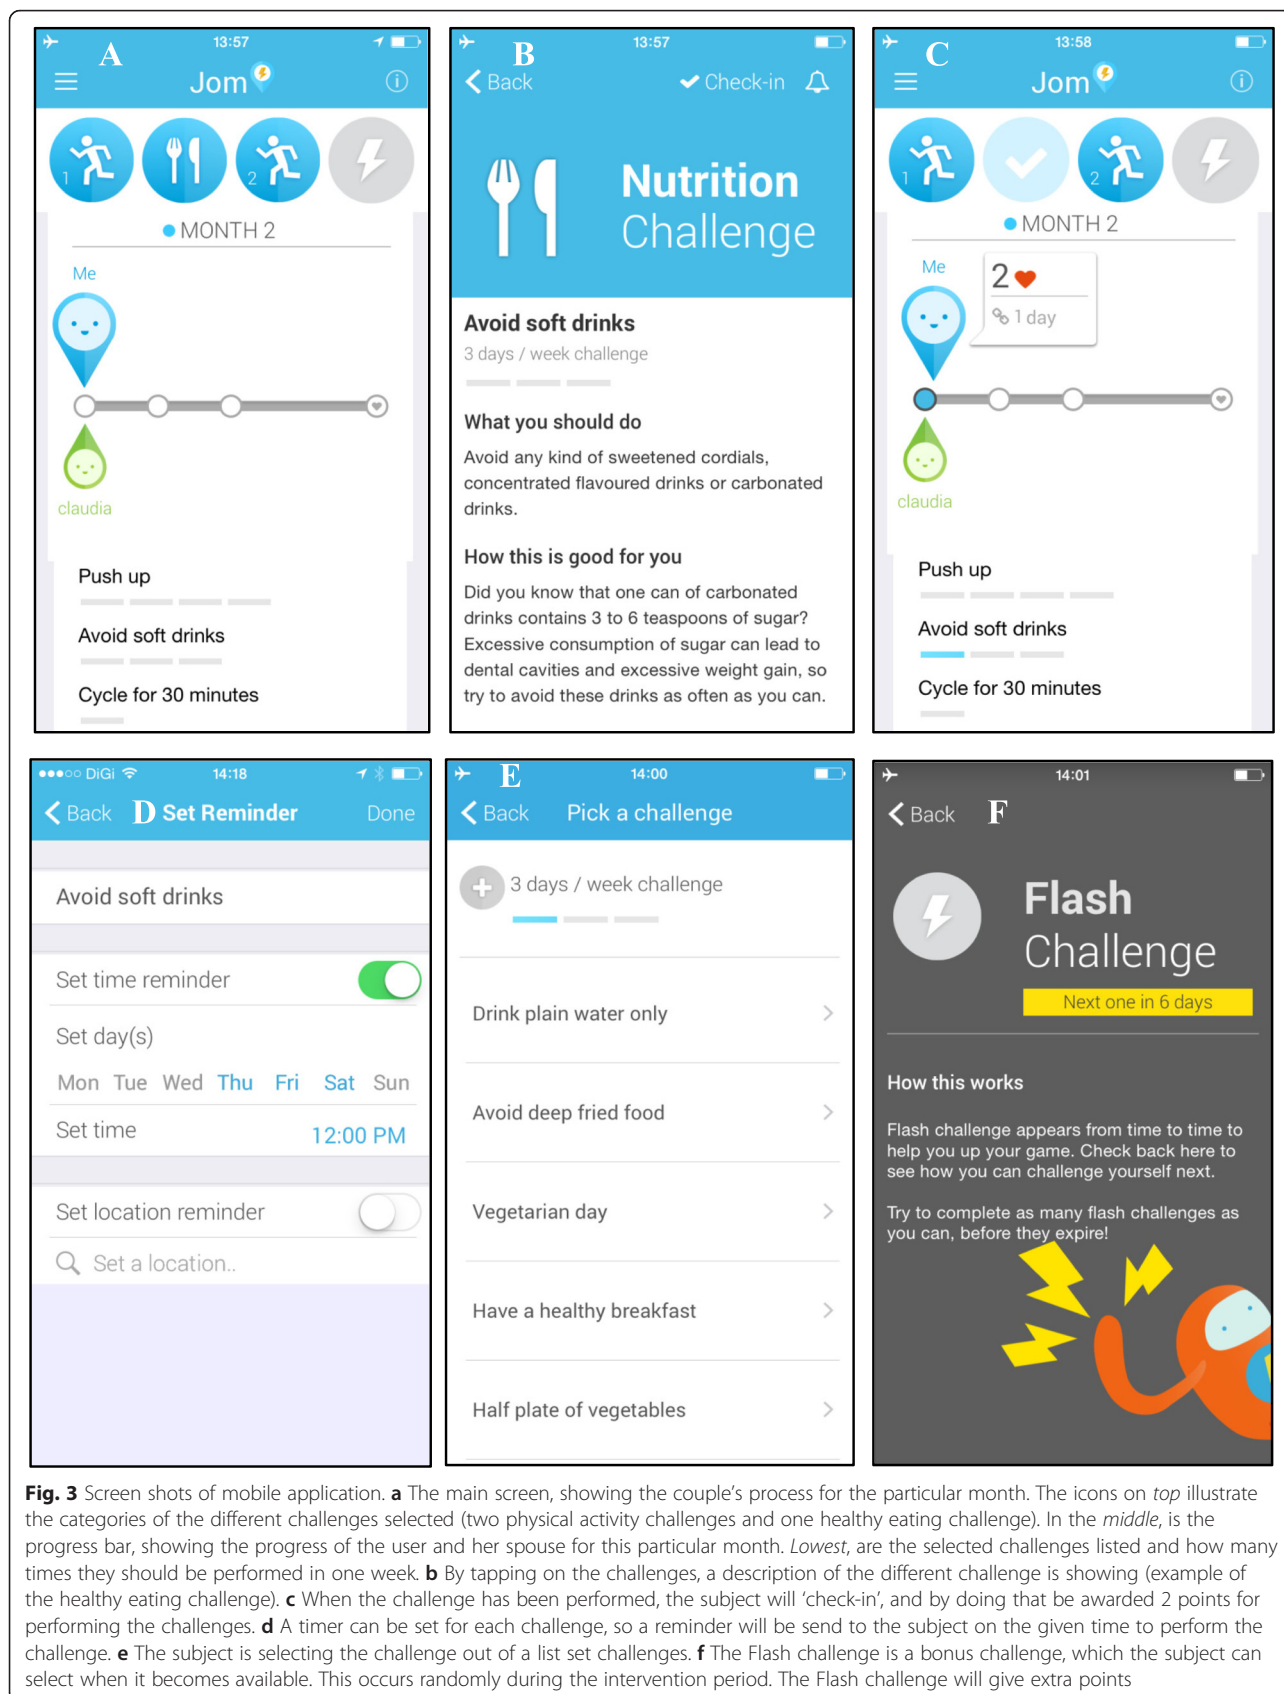 13:57
A
Jom
1
2
MONTH 2
Me
claudia
Push up
Avoid soft drinks
Cycle for 30 minutes
13:57
B
Back
Check-in
Nutrition
Challenge
Avoid soft drinks
3 days / week challenge
What you should do
Avoid any kind of sweetened cordials,
concentrated flavoured drinks or carbonated
drinks.
How this is good for you
Did you know that one can of carbonated
drinks contains 3 to 6 teaspoons of sugar?
Excessive consumption of sugar can lead to
dental cavities and excessive weight gain, so
try to avoid these drinks as often as you can.
13:58
C
Jom
1
2
MONTH 2
Me
2
1 day
claudia
Push up
Avoid soft drinks
Cycle for 30 minutes
DiGi 14:18
Back D Set Reminder Done
Avoid soft drinks
Set time reminder
Set day(s)
Mon Tue Wed Thu Fri Sat Sun
Set time 12:00 PM
Set location reminder
Set a location..
14:00
E
Back Pick a challenge
3 days / week challenge
Drink plain water only
Avoid deep fried food
Vegetarian day
Have a healthy breakfast
Half plate of vegetables
14:01
Back F
Flash
Challenge
Next one in 6 days
How this works
Flash challenge appears from time to time to
help you up your game. Check back here to
see how you can challenge yourself next.
Try to complete as many flash challenges as
you can, before they expire!
Fig. 3 Screen shots of mobile application. a The main screen, showing the couple's process for the particular month. The icons on top illustrate
the categories of the different challenges selected (two physical activity challenges and one healthy eating challenge). In the middle, is the
progress bar, showing the progress of the user and her spouse for this particular month. Lowest, are the selected challenges listed and how many
times they should be performed in one week. b By tapping on the challenges, a description of the different challenge is showing (example of
the healthy eating challenge). c When the challenge has been performed, the subject will ‘check-in’, and by doing that be awarded 2 points for
performing the challenges. d A timer can be set for each challenge, so a reminder will be send to the subject on the given time to perform the
challenge. e The subject is selecting the challenge out of a list set challenges. f The Flash challenge is a bonus challenge, which the subject can
select when it becomes available. This occurs randomly during the intervention period. The Flash challenge will give extra points